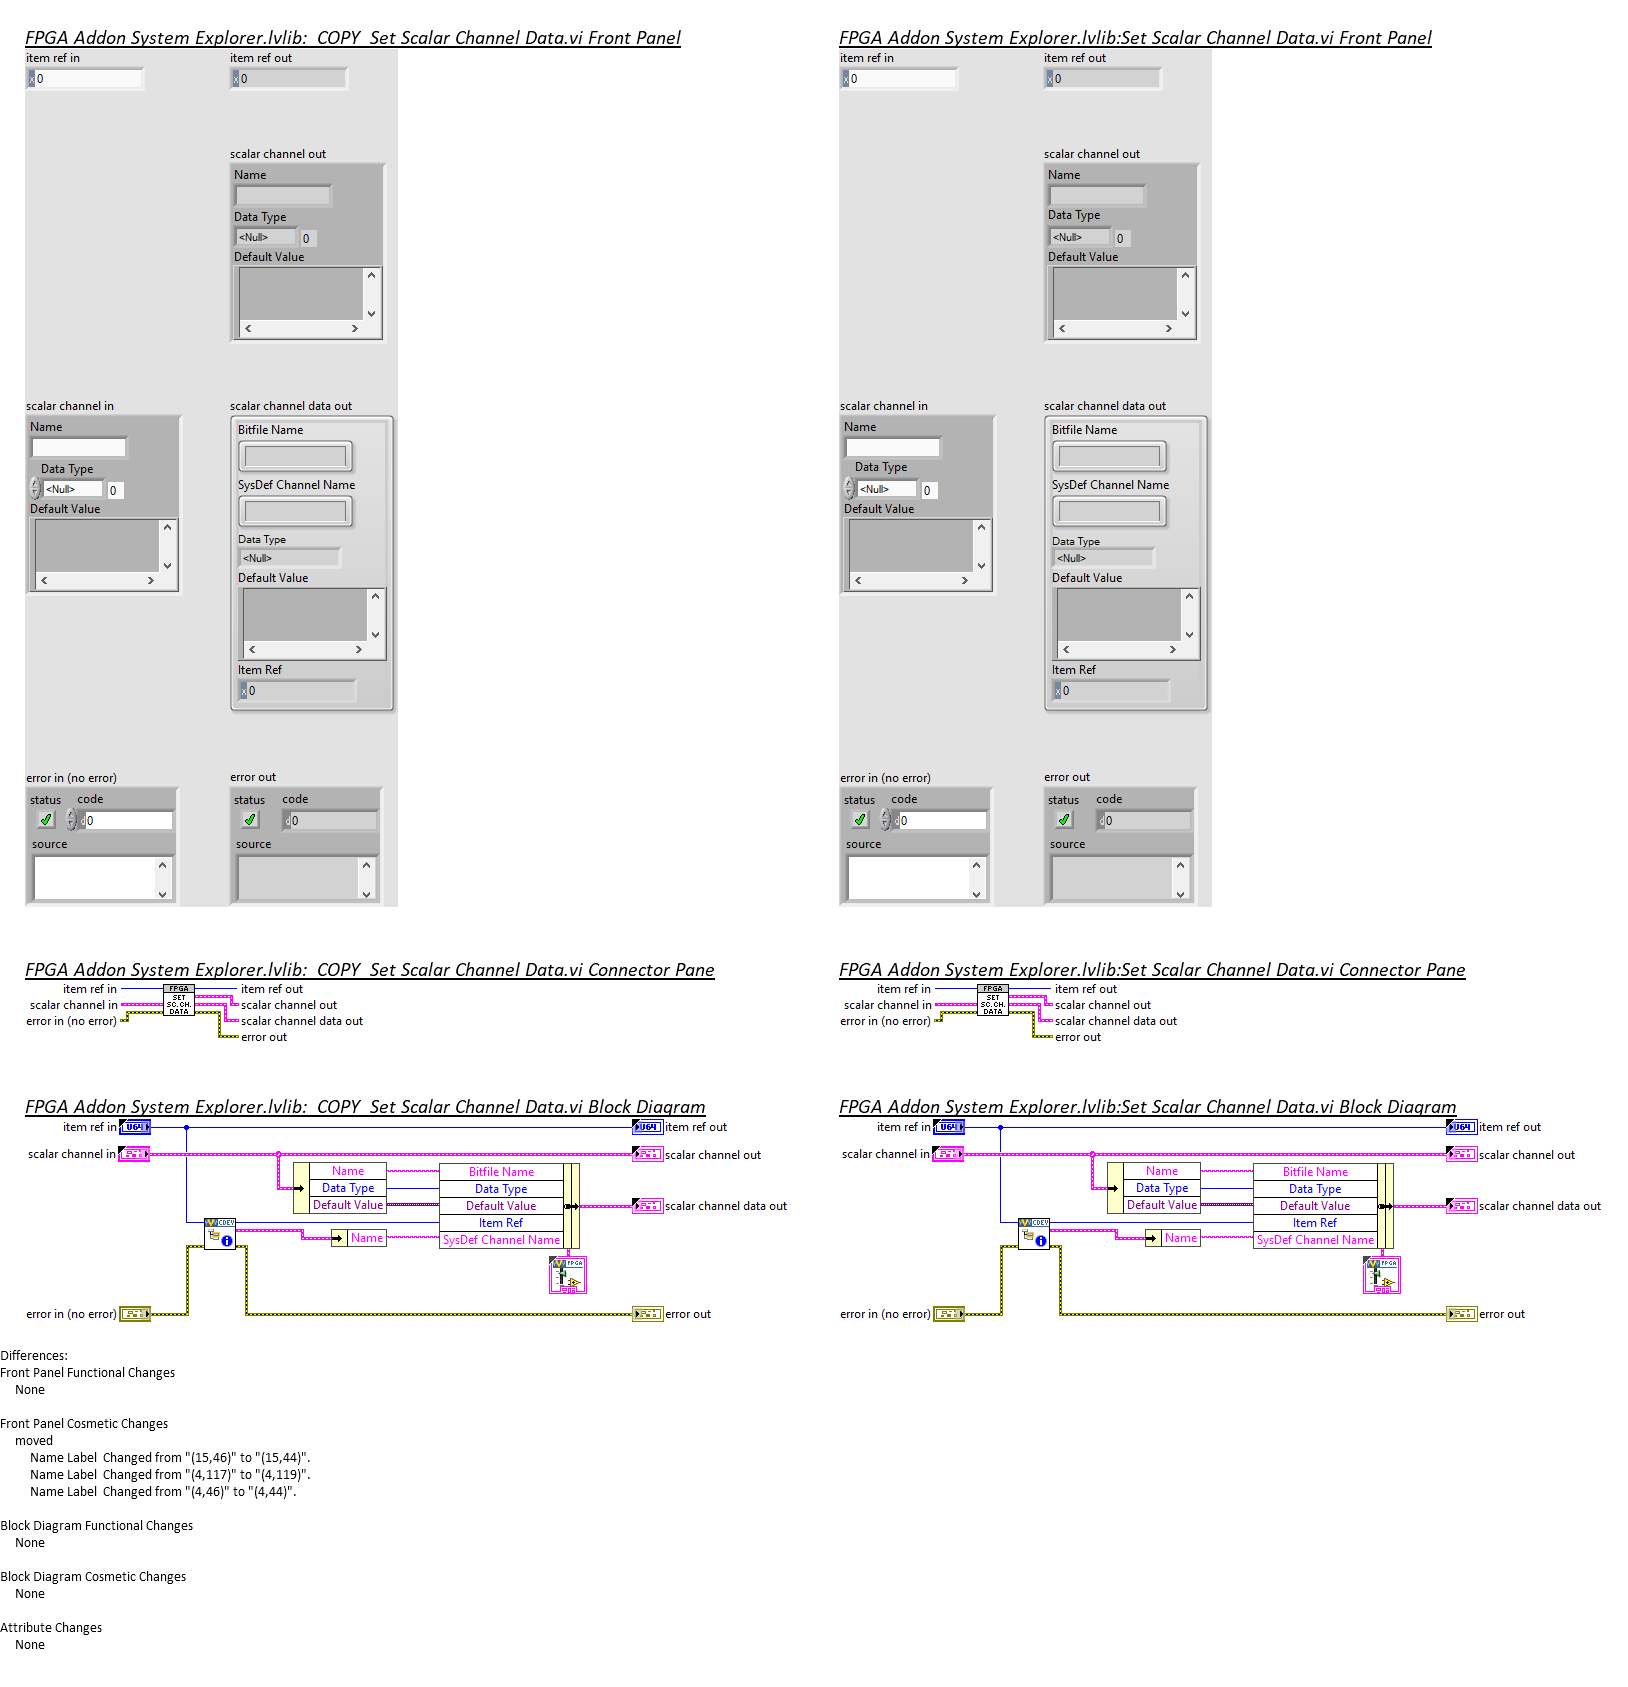 FPGA Addon System Explorer.lvlib:  COPY  Set Scalar Channel Data.vi Front Panel
item ref in
item ref out
x 0
x 0
scalar channel out
Name
Data Type
<Null>
0
Default Value
scalar channel in
Name
Data Type
<Null>
0
Default Value
scalar channel data out
Bitfile Name
SysDef Channel Name
Data Type
<Null>
Default Value
Item Ref
x 0
error in (no error)
status
code
d 0
source
error out
status
code
d 0
source
FPGA Addon System Explorer.lvlib:Set Scalar Channel Data.vi Front Panel
item ref in
item ref out
x 0
x 0
scalar channel out
Name
Data Type
<Null>
0
Default Value
scalar channel in
Name
Data Type
<Null>
0
Default Value
scalar channel data out
Bitfile Name
SysDef Channel Name
Data Type
<Null>
Default Value
Item Ref
x 0
error in (no error)
status
code
d 0
source
error out
status
code
d 0
source
FPGA Addon System Explorer.lvlib:  COPY  Set Scalar Channel Data.vi Connector Pane
item ref in
scalar channel in
error in (no error)
FPGA
SET
SC.CH.
DATA
item ref out
scalar channel out
scalar channel data out
error out
FPGA Addon System Explorer.lvlib:Set Scalar Channel Data.vi Connector Pane
item ref in
scalar channel in
error in (no error)
FPGA
SET
SC.CH.
DATA
item ref out
scalar channel out
scalar channel data out
error out
FPGA Addon System Explorer.lvlib:  COPY  Set Scalar Channel Data.vi Block Diagram
item ref in
U64
U64
item ref out
scalar channel in
scalar channel out
Name
Data Type
Default Value
Bitfile Name
Data Type
Default Value
Item Ref
SysDef Channel Name
scalar channel data out
CDEV
Name
FPGA
error in (no error)
error out
FPGA Addon System Explorer.lvlib:Set Scalar Channel Data.vi Block Diagram
item ref in
U64
U64
item ref out
scalar channel in
scalar channel out
Name
Data Type
Default Value
Bitfile Name
Data Type
Default Value
Item Ref
SysDef Channel Name
scalar channel data out
CDEV
Name
FPGA
error in (no error)
error out
Differences:
Front Panel Functional Changes
None
Front Panel Cosmetic Changes
moved
Name Label  Changed from "(15,46)" to "(15,44)".
Name Label  Changed from "(4,117)" to "(4,119)".
Name Label  Changed from "(4,46)" to "(4,44)".
Block Diagram Functional Changes
None
Block Diagram Cosmetic Changes
None
Attribute Changes
None